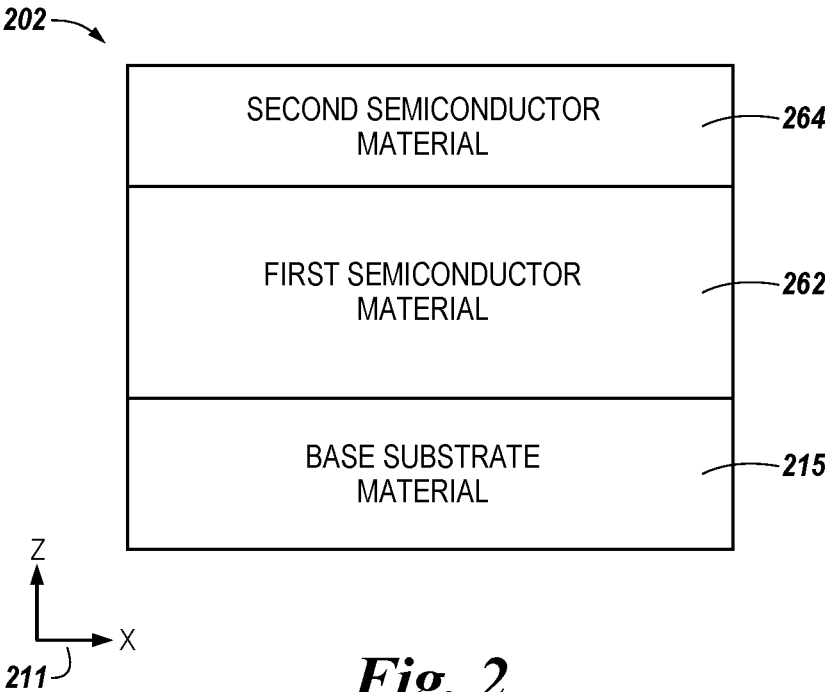 202
SECOND SEMICONDUCTOR
MATERIAL
264
FIRST SEMICONDUCTOR
MATERIAL
262
BASE SUBSTRATE
MATERIAL
215
Z
X
211
Fig. 2